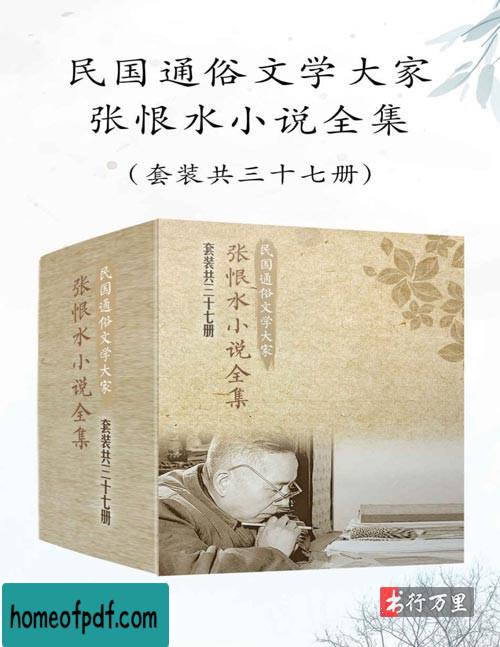 民国通俗文学大家
张恨水小说全集
（套装共三十七册）
民国通俗文学大家
张恨水小说全集
套装共三十七册
民国通俗文学大家
张恨水小说全集
套装共三十七册
书行万里
homeofpdf.com